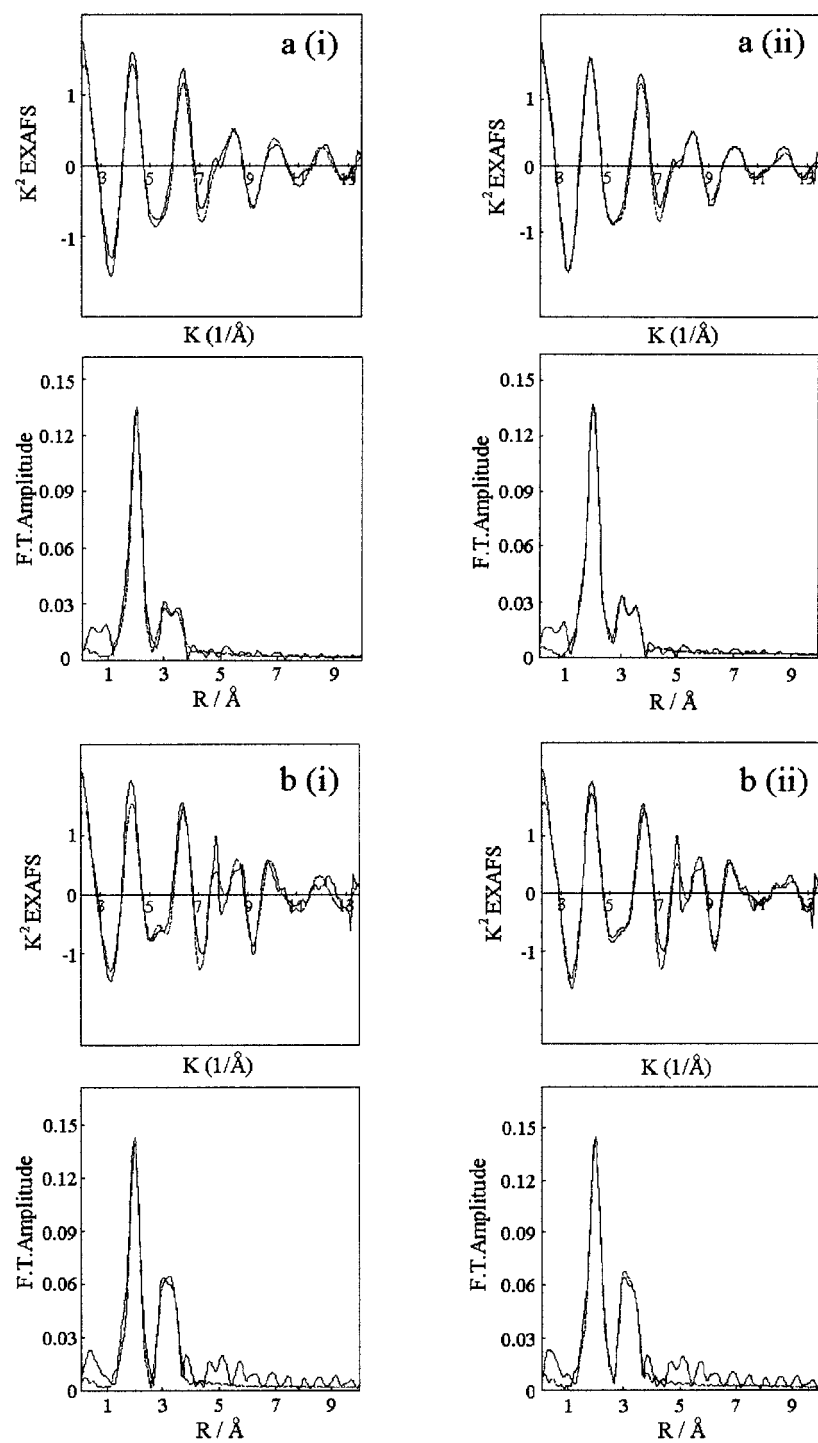 a (i)
K² EXAFS
1
0
-1
3 5 7 9 11 13
K (1/Å)
a (ii)
K² EXAFS
1
0
-1
3 5 7 9 11 13
K (1/Å)
F.T.Amplitude
0.15
0.12
0.09
0.06
0.03
0
1 3 5 7 9
R / Å
F.T.Amplitude
0.15
0.12
0.09
0.06
0.03
0
1 3 5 7 9
R / Å
b (i)
K² EXAFS
1
0
-1
3 5 7 9
K (1/Å)
b (ii)
K² EXAFS
1
0
-1
3 5 7 9
K (1/Å)
F.T.Amplitude
0.15
0.12
0.09
0.06
0.03
0
1 3 5 7 9
R / Å
F.T.Amplitude
0.15
0.12
0.09
0.06
0.03
0
1 3 5 7 9
R / Å